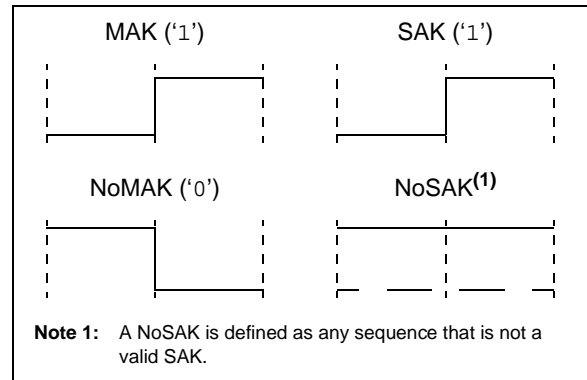 MAK (‘1’) SAK (‘1’)
NoMAK (‘0’) NoSAK(1)
Note 1: A NoSAK is defined as any sequence that is not a
valid SAK.